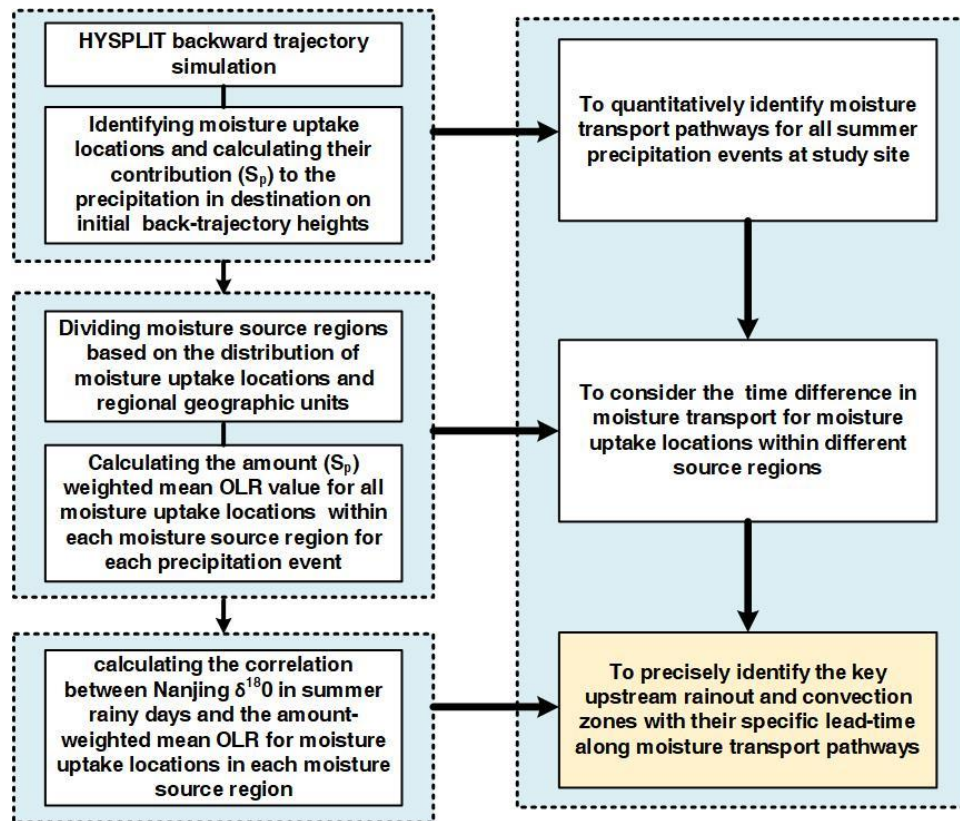 HYSPLIT backward trajectory
simulation
Identifying moisture uptake
locations and calculating their
contribution (Sₚ) to the
precipitation in destination on
initial back-trajectory heights
Dividing moisture source regions
based on the distribution of
moisture uptake locations and
regional geographic units
Calculating the amount (Sₚ)
weighted mean OLR value for all
moisture uptake locations within
each moisture source region for
each precipitation event
calculating the correlation
between Nanjing δ¹⁸0 in summer
rainy days and the amount-
weighted mean OLR for moisture
uptake locations in each moisture
source region
To quantitatively identify moisture
transport pathways for all summer
precipitation events at study site
To consider the time difference in
moisture transport for moisture
uptake locations within different
source regions
To precisely identify the key
upstream rainout and convection
zones with their specific lead-time
along moisture transport pathways